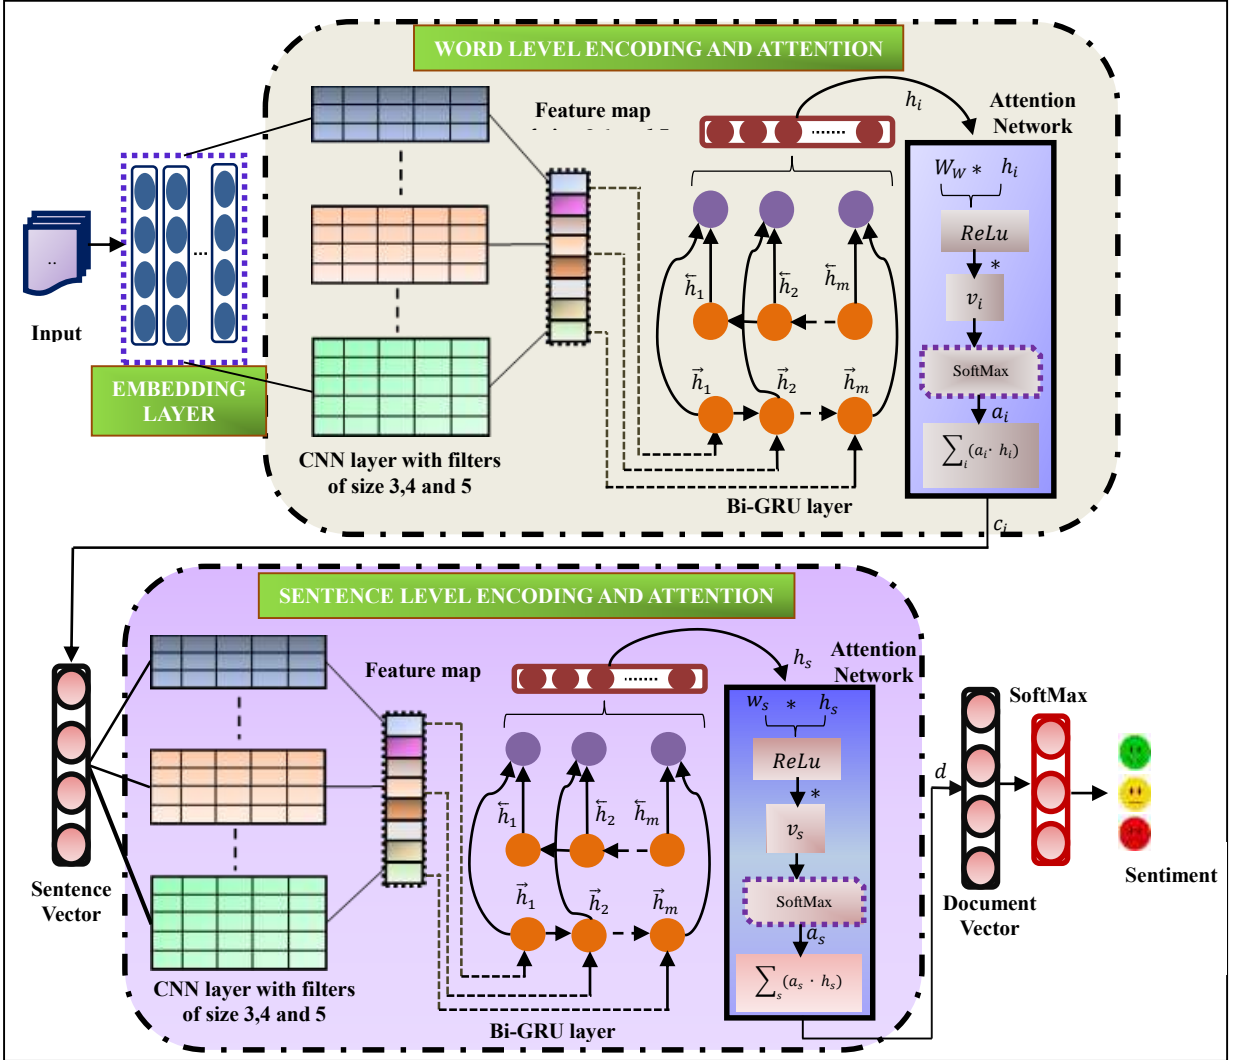 WORD LEVEL ENCODING AND ATTENTION
Feature map
h_i
Attention
Network
W_W * h_i
ReLu
*
v_i
SoftMax
a_i
∑_i(a_i· h_i)
..
Input
...
EMBEDDING
LAYER
.......
h⃖_1
h⃖_2
h⃖_m
h⃗_1
h⃗_2
h⃗_m
CNN layer with filters
of size 3,4 and 5
Bi-GRU layer
c_i
SENTENCE LEVEL ENCODING AND ATTENTION
Feature map
h_s
Attention
Network
w_s * h_s
ReLu
*
v_s
SoftMax
a_s
∑_s(a_s · h_s)
.......
h⃖_1
h⃖_2
h⃖_m
h⃗_1
h⃗_2
h⃗_m
Sentence
Vector
CNN layer with filters
of size 3,4 and 5
Bi-GRU layer
d
SoftMax
Document
Vector
Sentiment